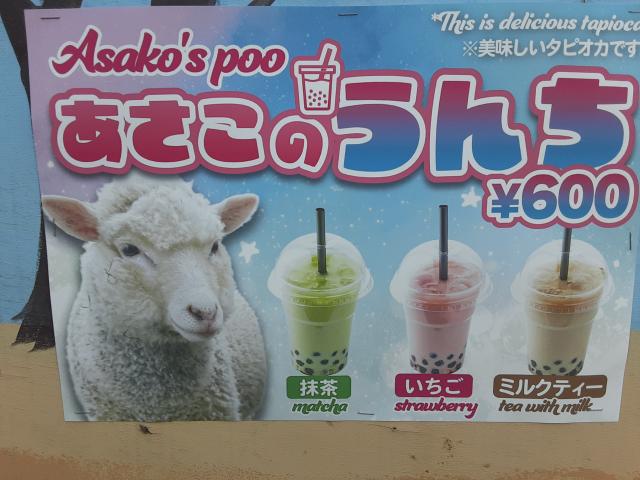 Asako's poo
*This is delicious tapioca
※美味しいタピオカです
あさこのうんち
¥600
抹茶
matcha
いちご
strawberry
ミルクティー
tea with milk